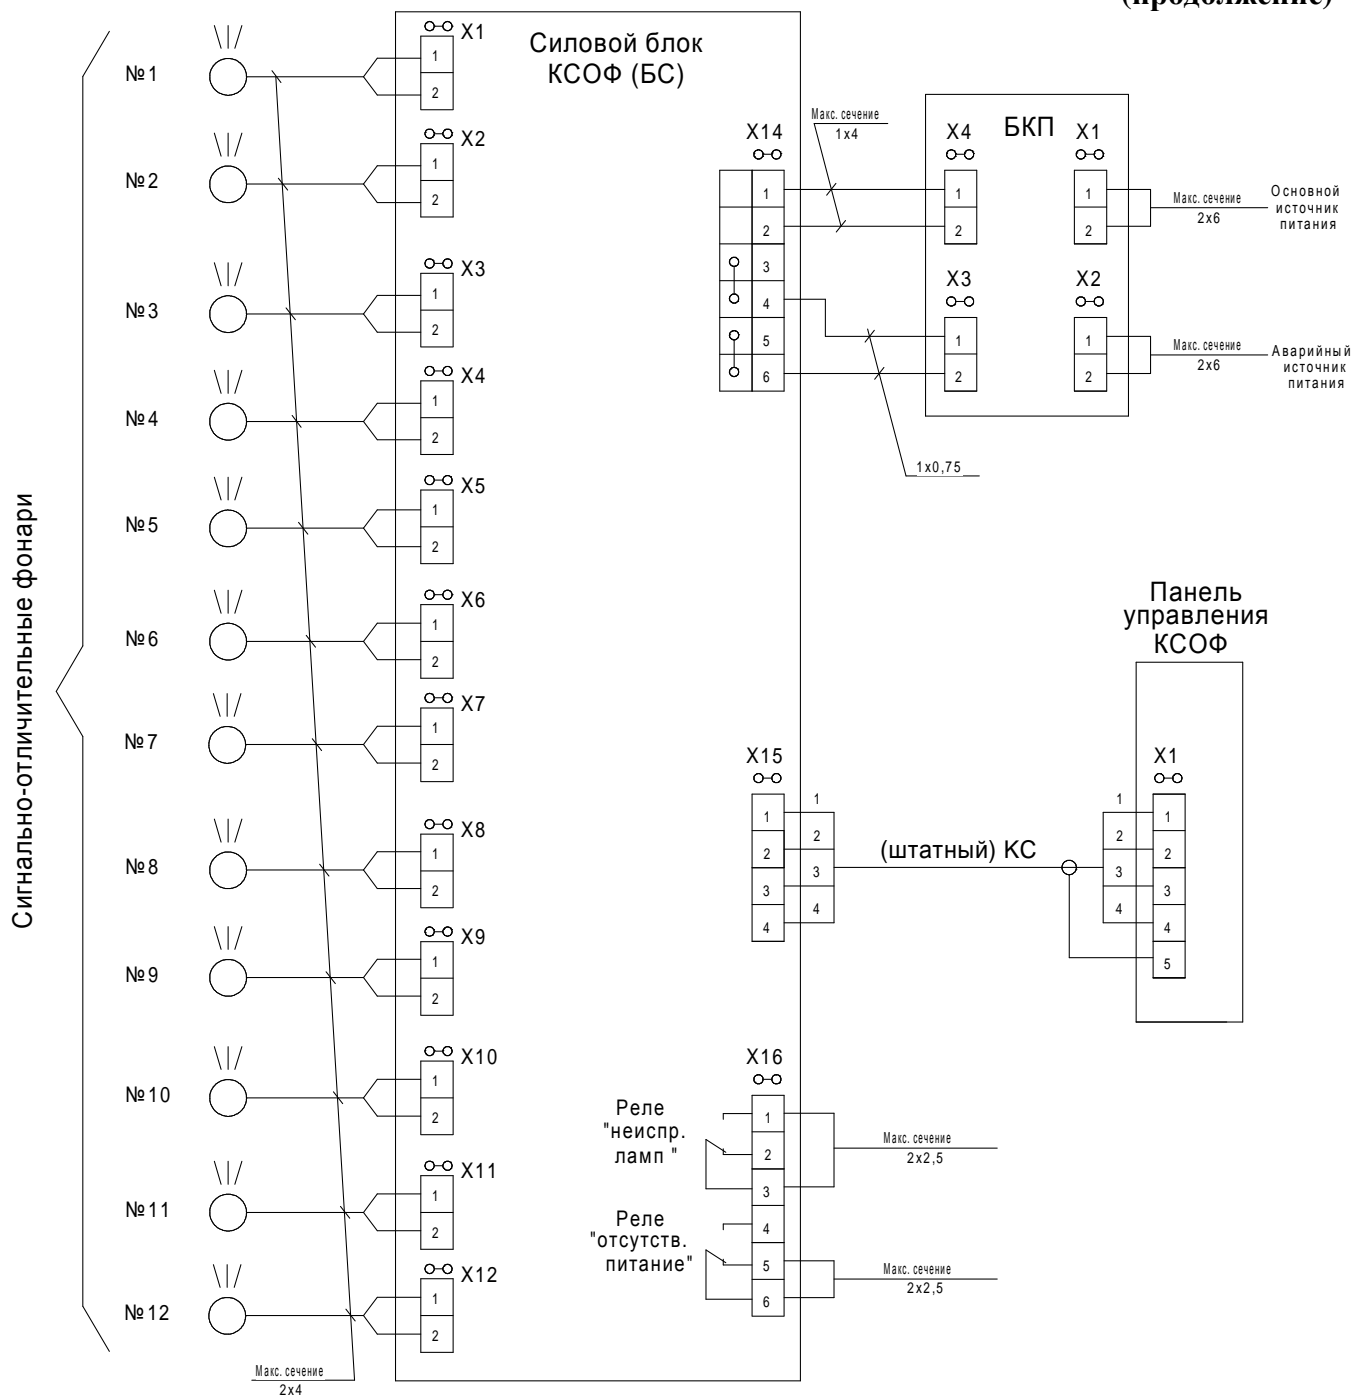 (продолжение)
Силовой блок
КСОФ (БС)
Сигнально-отличительные фонари
№1
X1
1
2
№2
X2
1
2
№3
X3
1
2
№4
X4
1
2
№5
X5
1
2
№6
X6
1
2
№7
X7
1
2
№8
X8
1
2
№9
X9
1
2
№10
X10
1
2
№11
X11
1
2
№12
X12
1
2
Макс. сечение
2x4
X14
1
2
3
4
5
6
Макс. сечение
1x4
1x0,75
БКП
X4
1
2
X3
1
2
X1
1
2
X2
1
2
Макс. сечение
2x6
Основной
источник
питания
Макс. сечение
2x6
Аварийный
источник
питания
X15
1
2
3
4
1
2
3
4
(штатный) КС
Панель
управления
КСОФ
X1
1
2
3
4
1
2
3
4
5
X16
1
2
3
4
5
6
Реле
"неиспр.
ламп "
Реле
"отсутств.
питание"
Макс. сечение
2x2,5
Макс. сечение
2x2,5